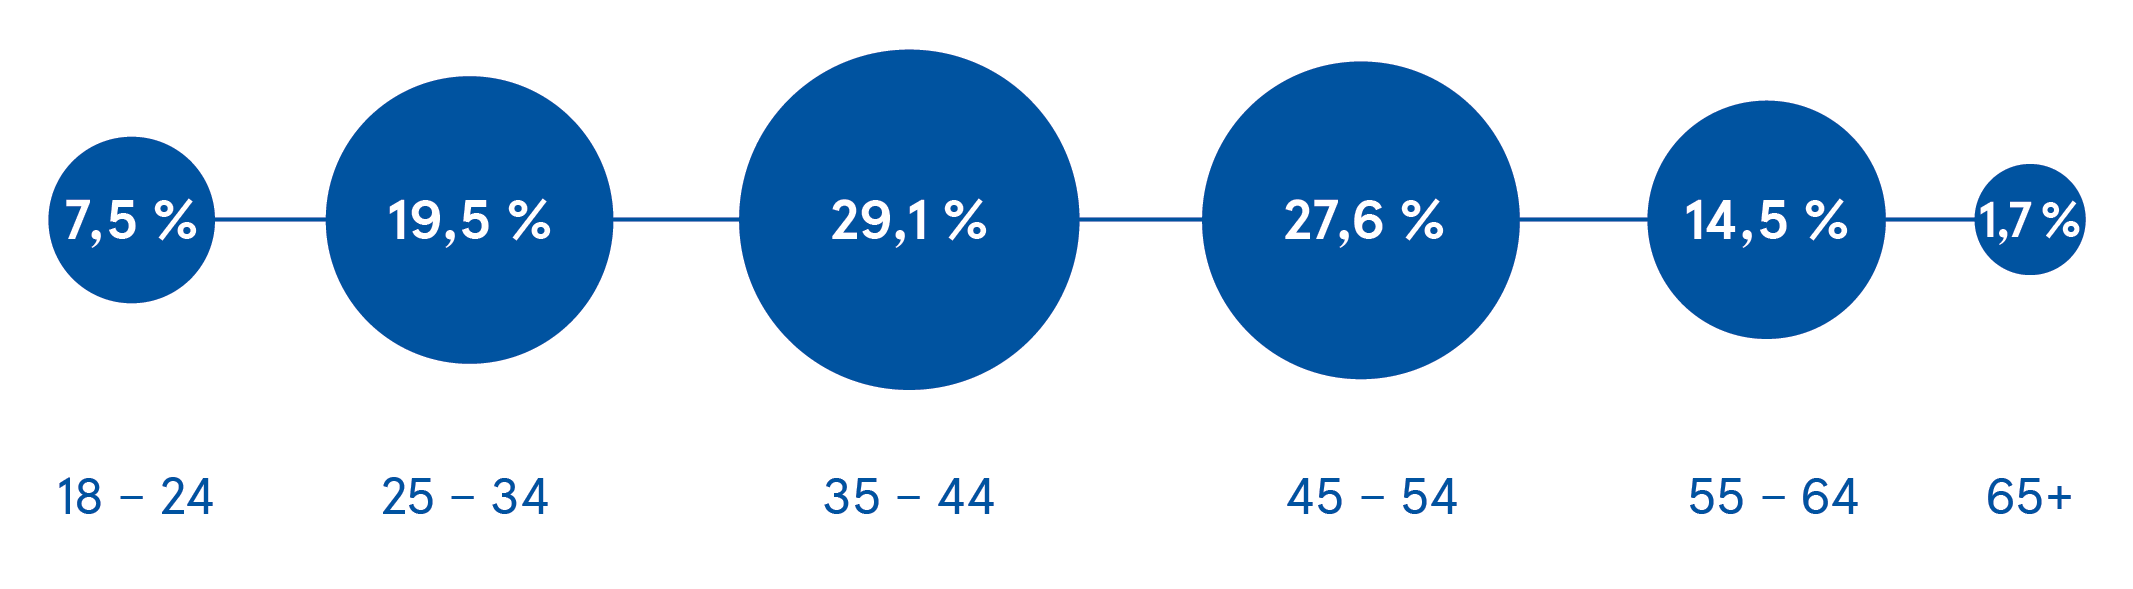 7,5 % 19,5 % 29,1 % 27,6 % 14,5 % 1,7 %
18 – 24 25 – 34 35 – 44 45 – 54 55 – 64 65+